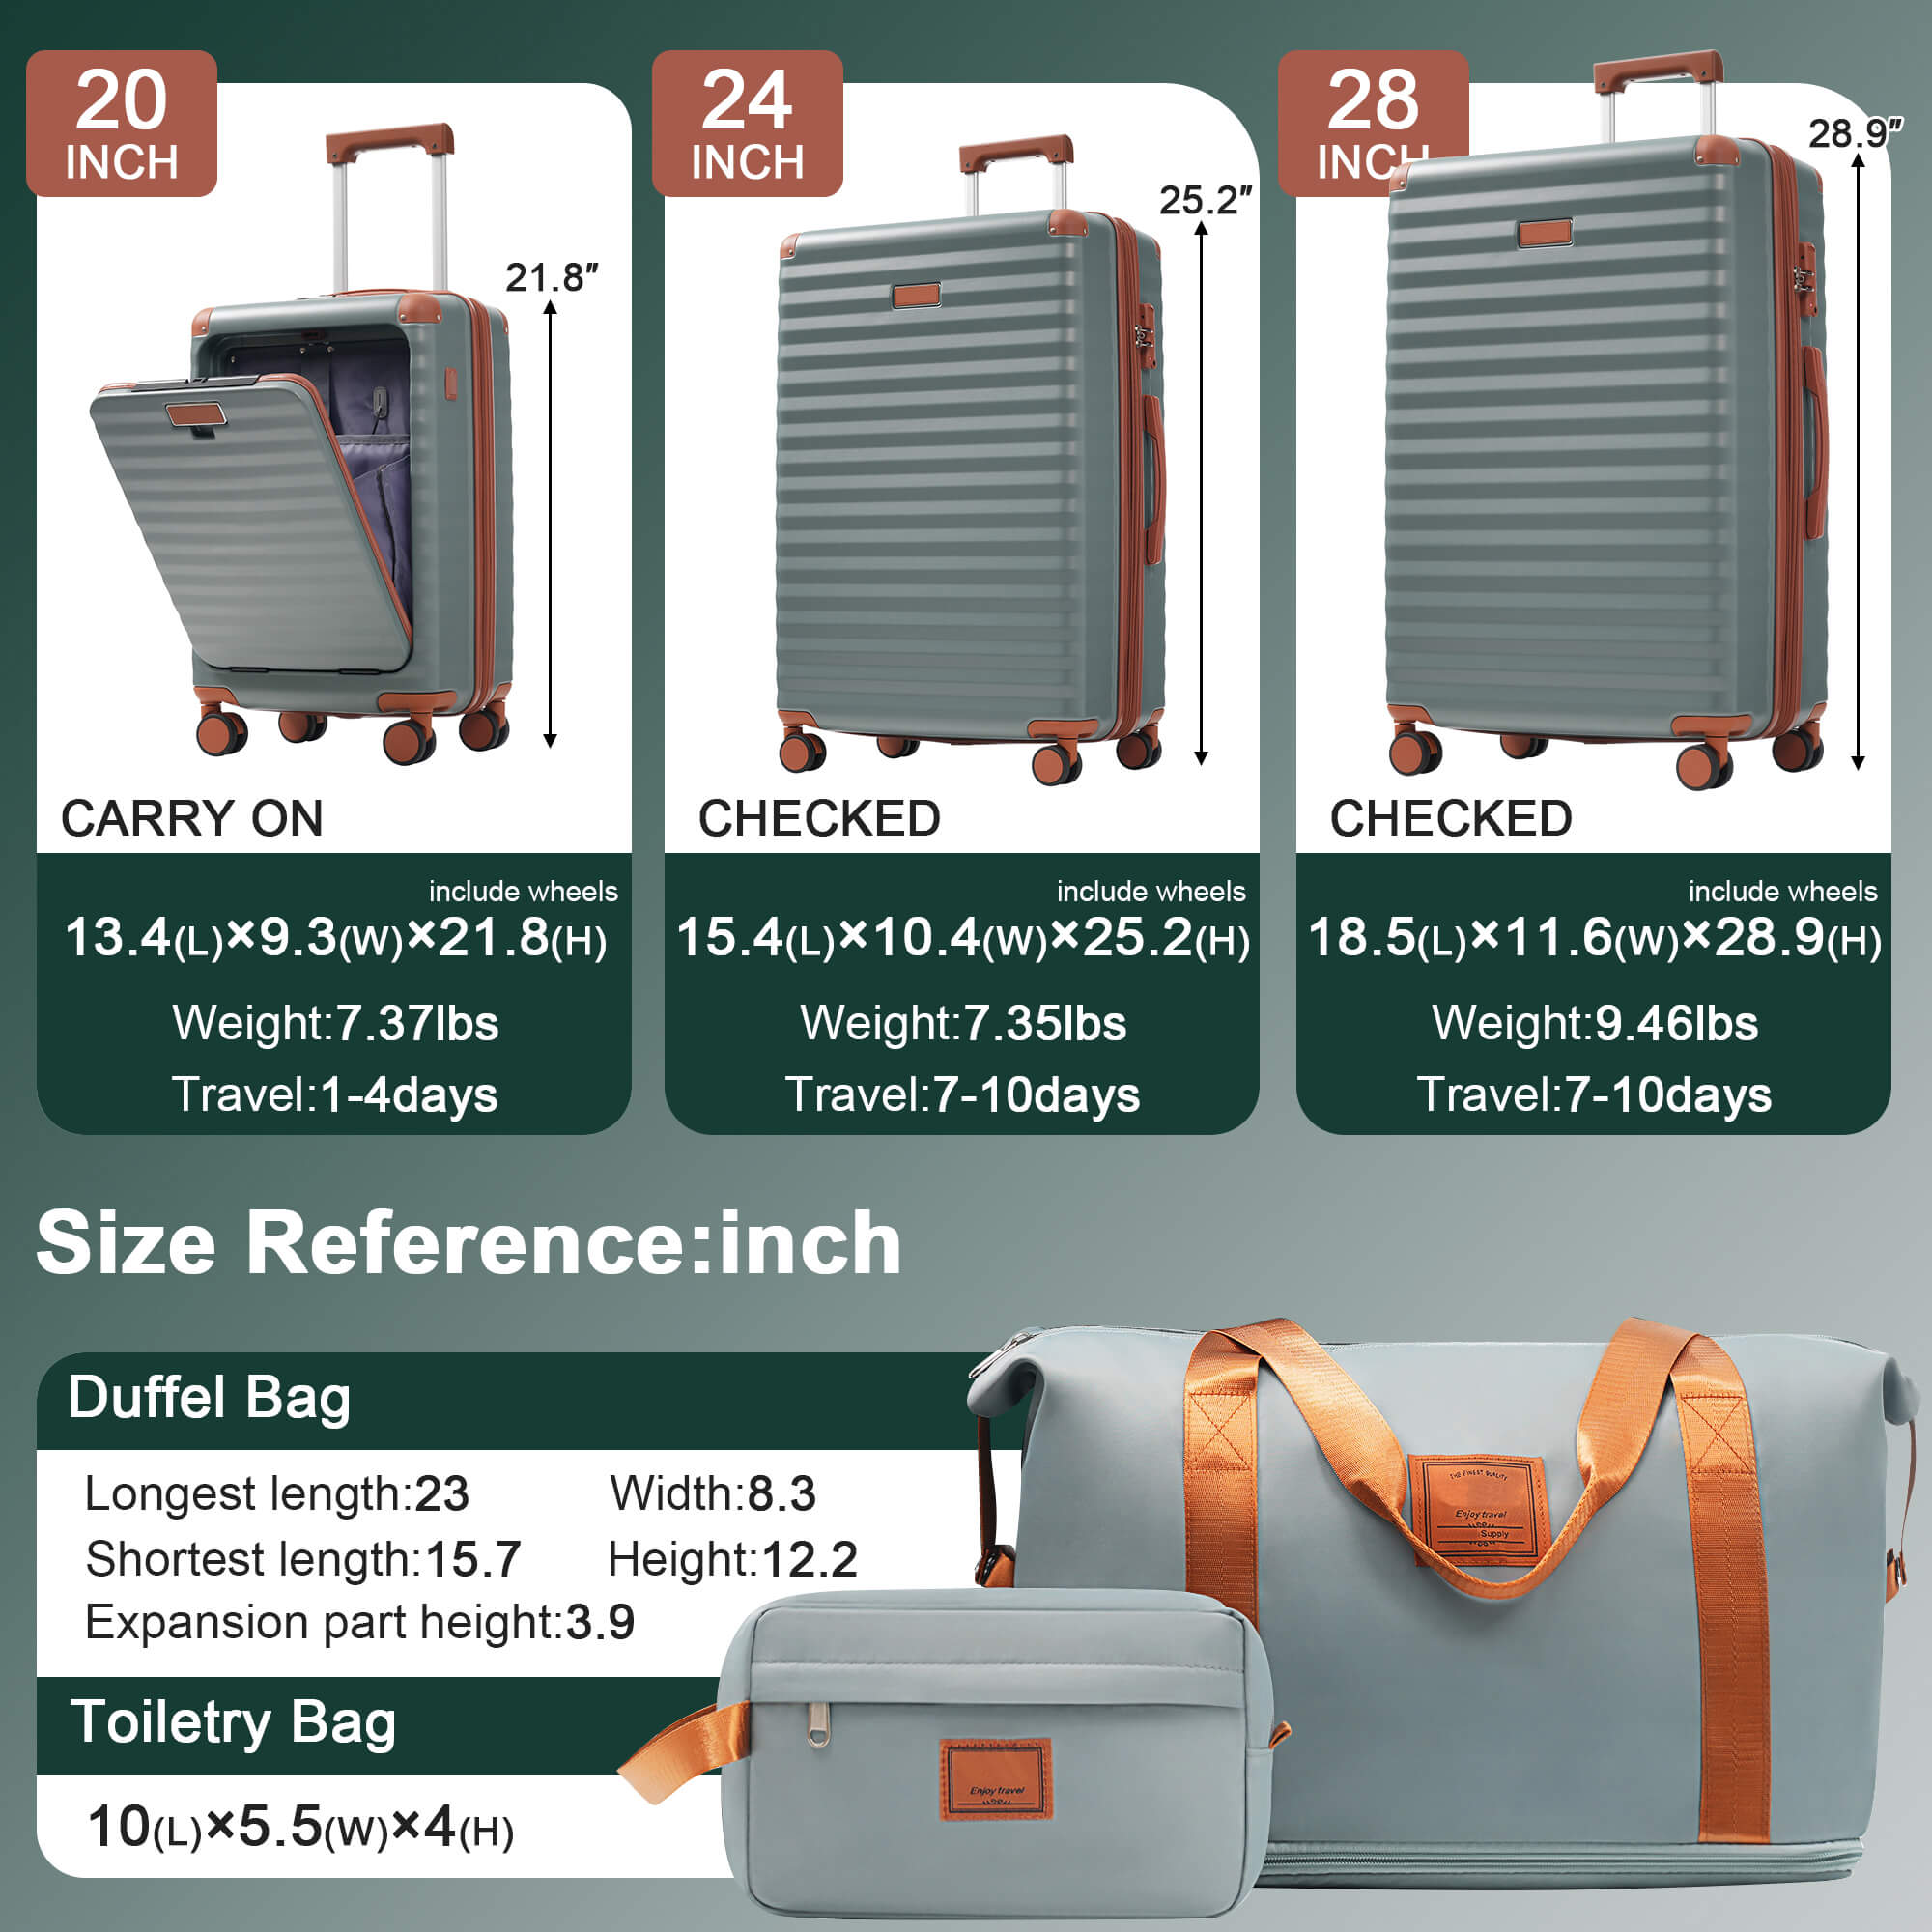 20
INCH
21.8"
CARRY ON
include wheels
13.4(L)×9.3(W)×21.8(H)
Weight:7.37lbs
Travel:1-4days
24
INCH
25.2"
CHECKED
include wheels
15.4(L)×10.4(W)×25.2(H)
Weight:7.35lbs
Travel:7-10days
28
INCH
28.9"
CHECKED
include wheels
18.5(L)×11.6(W)×28.9(H)
Weight:9.46lbs
Travel:7-10days
Size Reference:inch
Duffel Bag
Longest length:23
Width:8.3
Shortest length:15.7
Height:12.2
Expansion part height:3.9
Toiletry Bag
10(L)×5.5(W)×4(H)
THE FINEST QUALITY
Enjoy travel
Supply
Enjoy travel